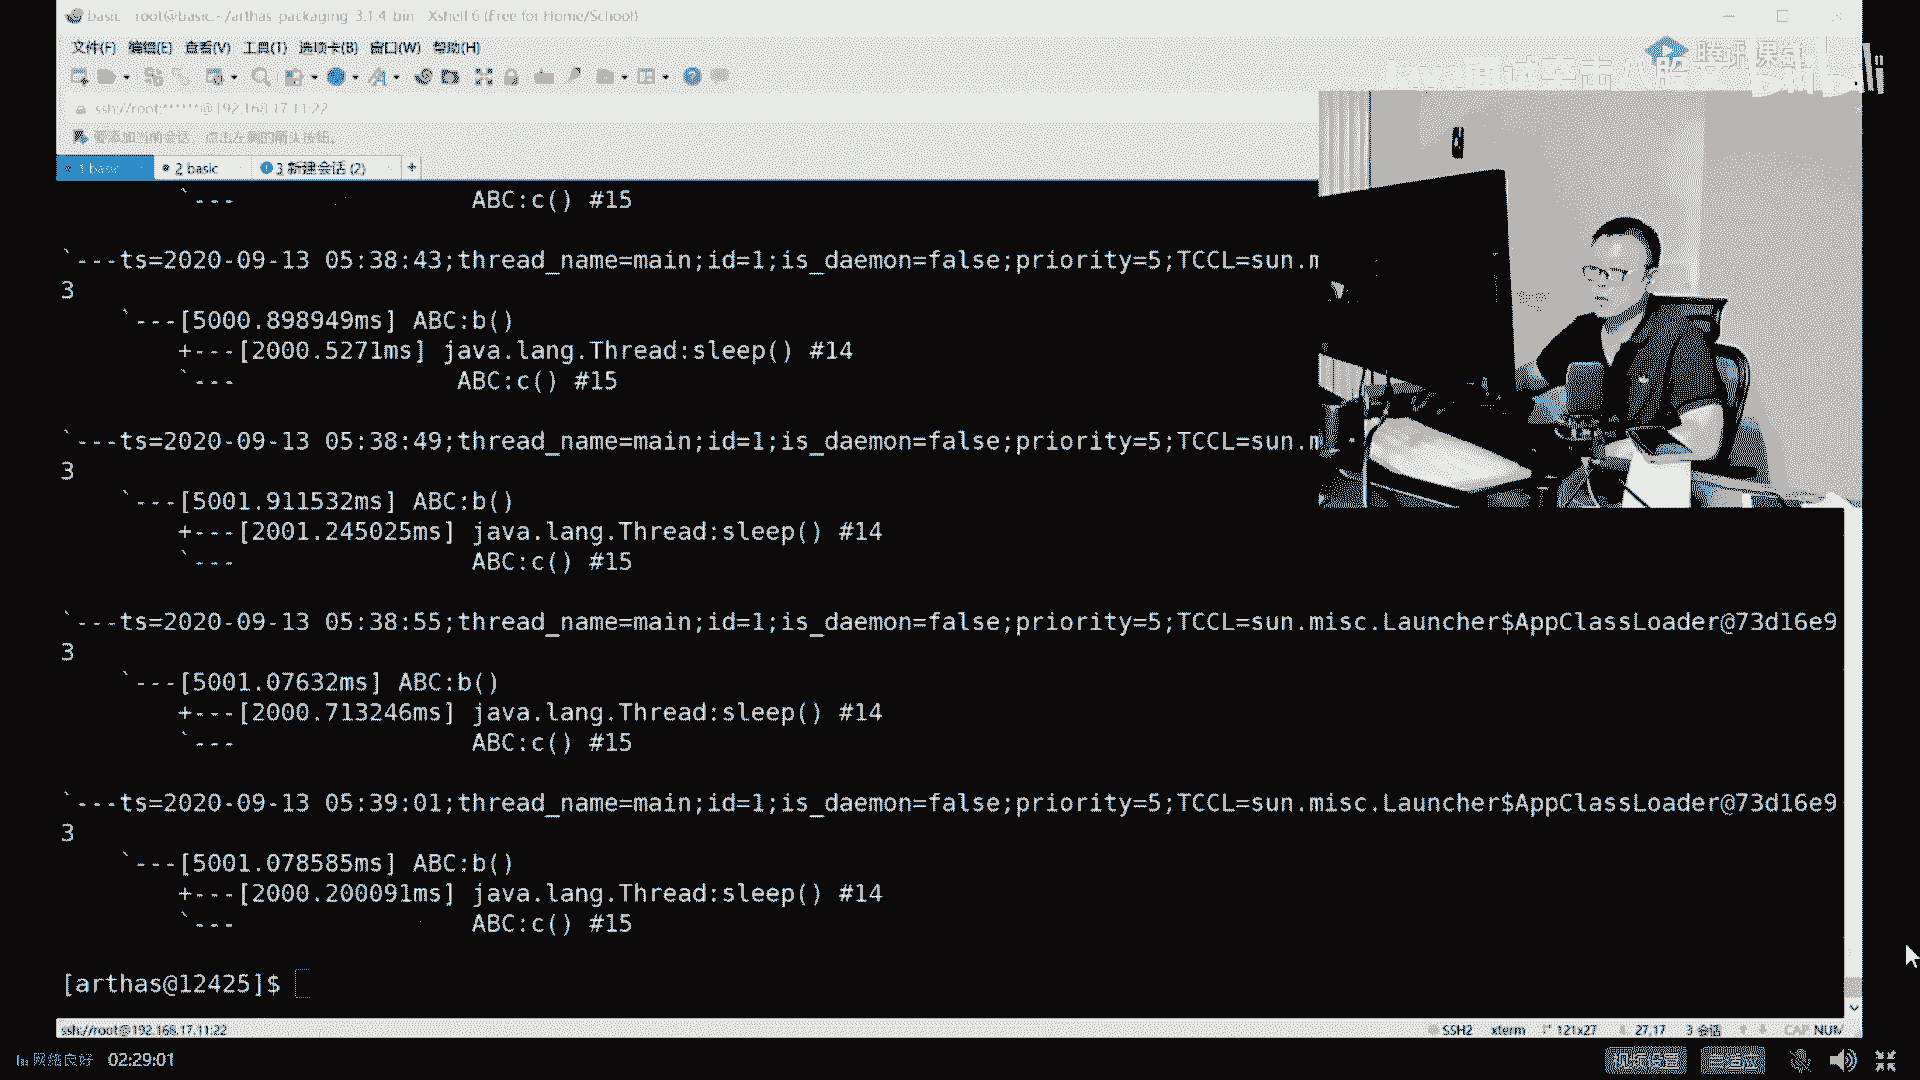 basic - root@basic:~/arthas-packaging-3.1.4-bin - Xshell 6 (Free for Home/School)
文件(F) 编辑(E) 查看(V) 工具(T) 选项卡(B) 窗口(W) 帮助(H)
ssh://root:******@192.168.17.11:22
要添加当前会话，点击左侧的箭头按钮。
1 basic 2 basic 3 新建会话 (2) +
`--- ABC:c() #15
`---ts=2020-09-13 05:38:43;thread_name=main;id=1;is_daemon=false;priority=5;TCCL=sun.m
3
`---[5000.898949ms] ABC:b()
+---[2000.5271ms] java.lang.Thread:sleep() #14
`--- ABC:c() #15
`---ts=2020-09-13 05:38:49;thread_name=main;id=1;is_daemon=false;priority=5;TCCL=sun.m
3
`---[5001.911532ms] ABC:b()
+---[2001.245025ms] java.lang.Thread:sleep() #14
`--- ABC:c() #15
`---ts=2020-09-13 05:38:55;thread_name=main;id=1;is_daemon=false;priority=5;TCCL=sun.misc.Launcher$AppClassLoader@73d16e9
3
`---[5001.07632ms] ABC:b()
+---[2000.713246ms] java.lang.Thread:sleep() #14
`--- ABC:c() #15
`---ts=2020-09-13 05:39:01;thread_name=main;id=1;is_daemon=false;priority=5;TCCL=sun.misc.Launcher$AppClassLoader@73d16e9
3
`---[5001.078585ms] ABC:b()
+---[2000.200091ms] java.lang.Thread:sleep() #14
`--- ABC:c() #15
[arthas@12425]$
ssh://root@192.168.17.11:22 SSH2 xterm 121x27 27,17 3 会话 CAP NUM
网络良好 02:29:01 视频设置 自适应